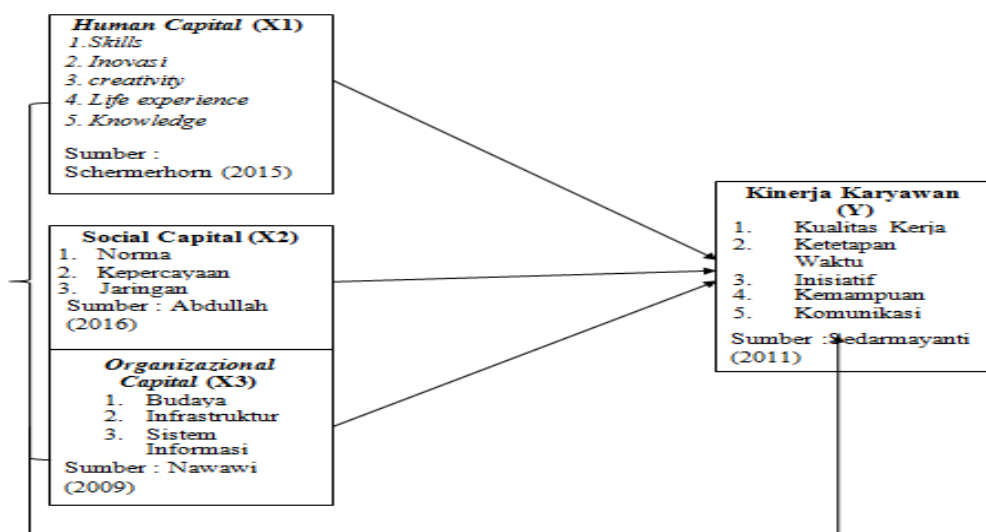 Human Capital (X1)
1.Skills
2. Inovasi
3. creativity
4. Life experience
5. Knowledge
Sumber :
Schermerhorn (2015)
Social Capital (X2)
1. Norma
2. Kepercayaan
3. Jaringan
Sumber : Abdullah
(2016)
Organizazional
Capital (X3)
1. Budaya
2. Infrastruktur
3. Sistem
Informasi
Sumber : Nawawi
(2009)
Kinerja Karyawan
(Y)
1. Kualitas Kerja
2. Ketetapan
Waktu
3. Inisiatif
4. Kemampuan
5. Komunikasi
Sumber :Sedarmayanti
(2011)